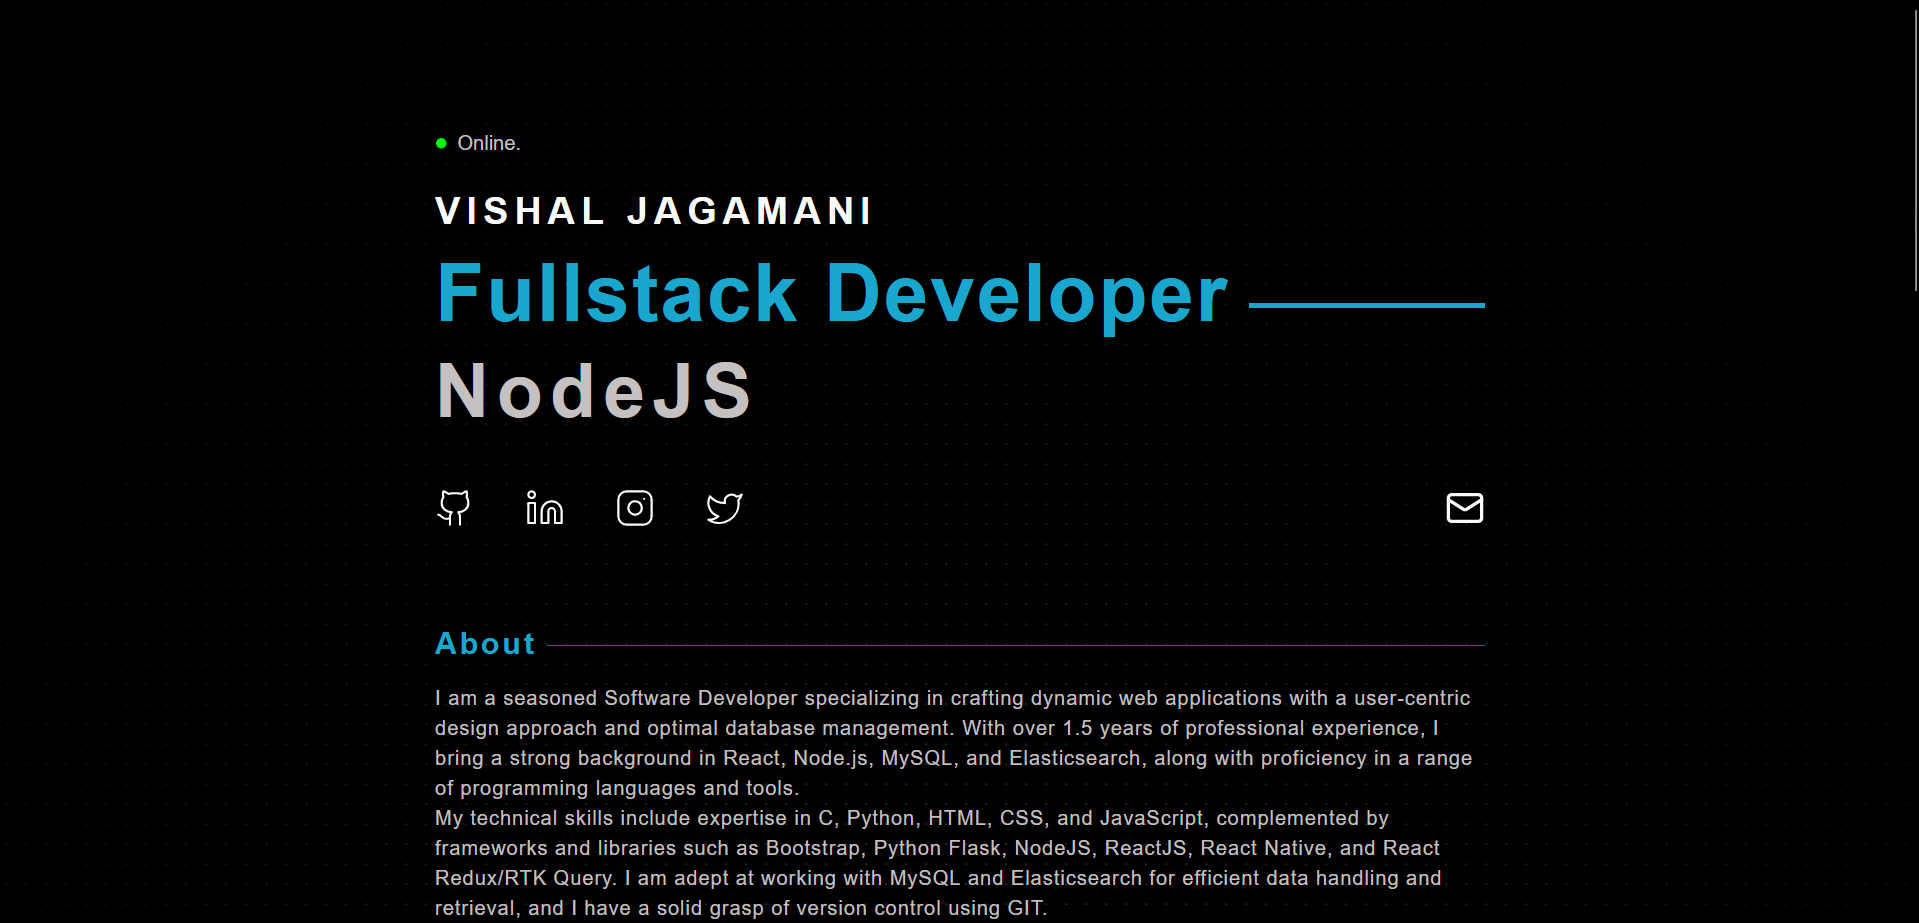 Online.
VISHAL JAGAMANI
Fullstack Developer
NodeJS
About
I am a seasoned Software Developer specializing in crafting dynamic web applications with a user-centric
design approach and optimal database management. With over 1.5 years of professional experience, I
bring a strong background in React, Node.js, MySQL, and Elasticsearch, along with proficiency in a range
of programming languages and tools.
My technical skills include expertise in C, Python, HTML, CSS, and JavaScript, complemented by
frameworks and libraries such as Bootstrap, Python Flask, NodeJS, ReactJS, React Native, and React
Redux/RTK Query. I am adept at working with MySQL and Elasticsearch for efficient data handling and
retrieval, and I have a solid grasp of version control using GIT.